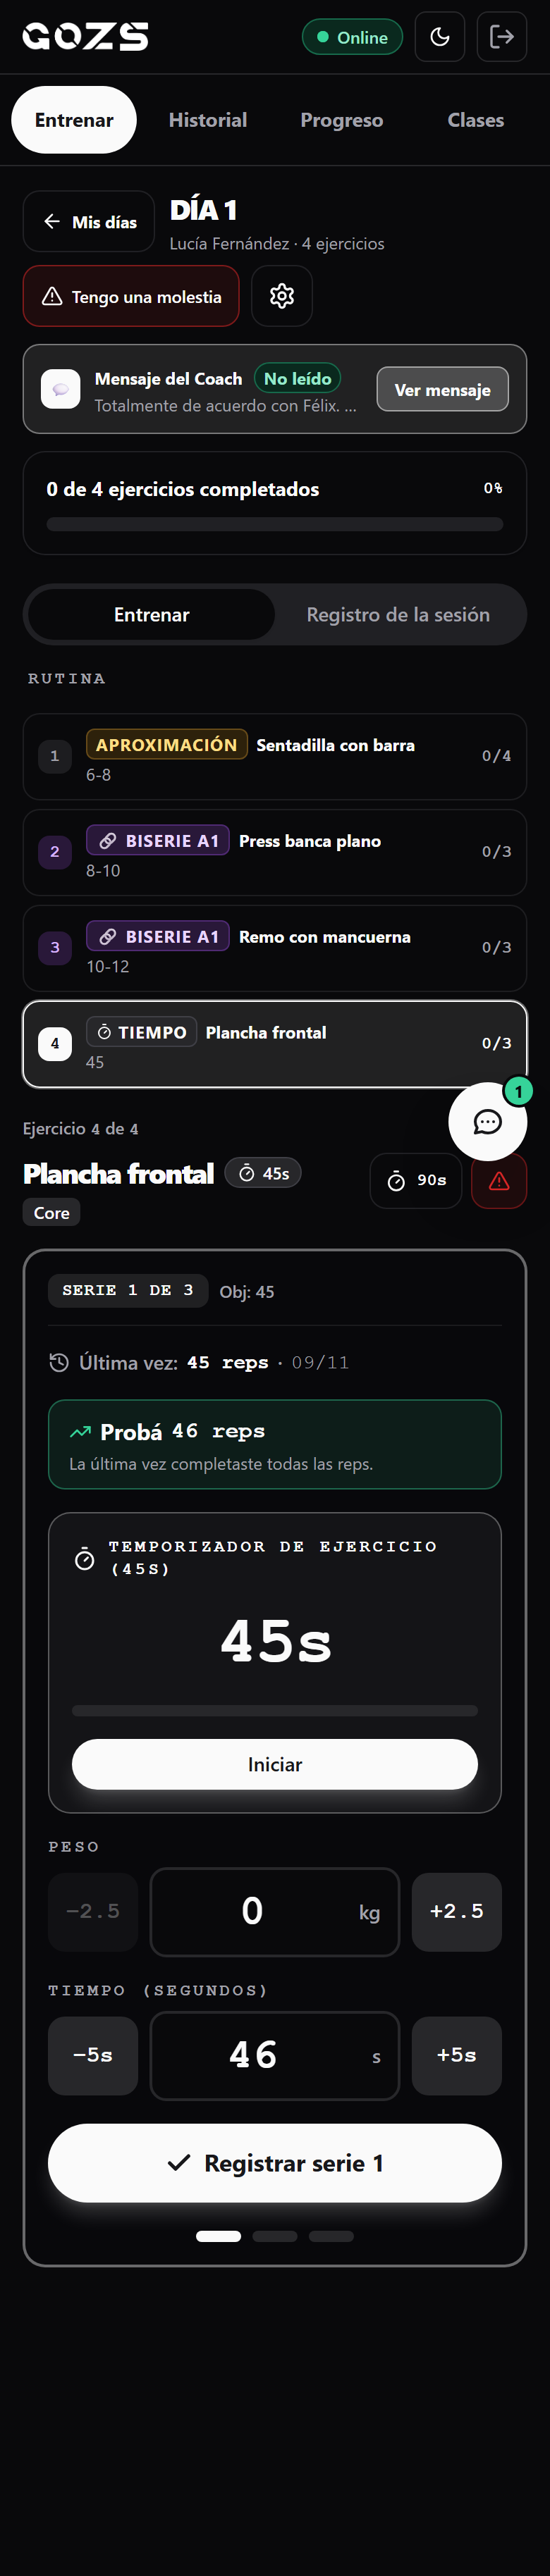 GOZS
Online
Entrenar Historial Progreso Clases
Mis días
DÍA 1
Lucía Fernández · 4 ejercicios
Tengo una molestia
Mensaje del Coach No leído
Totalmente de acuerdo con Félix. ...
Ver mensaje
0 de 4 ejercicios completados 0%
Entrenar Registro de la sesión
RUTINA
1 APROXIMACIÓN Sentadilla con barra 0/4
6-8
2 BISERIE A1 Press banca plano 0/3
8-10
3 BISERIE A1 Remo con mancuerna 0/3
10-12
4 TIEMPO Plancha frontal 0/3
45
1
Ejercicio 4 de 4
Plancha frontal 45s 90s
Core
SERIE 1 DE 3 Obj: 45
Última vez: 45 reps · 09/11
Probá 46 reps
La última vez completaste todas las reps.
TEMPORIZADOR DE EJERCICIO
(45S)
45s
Iniciar
PESO
−2.5 0 kg +2.5
TIEMPO (SEGUNDOS)
−5s 46 s +5s
Registrar serie 1